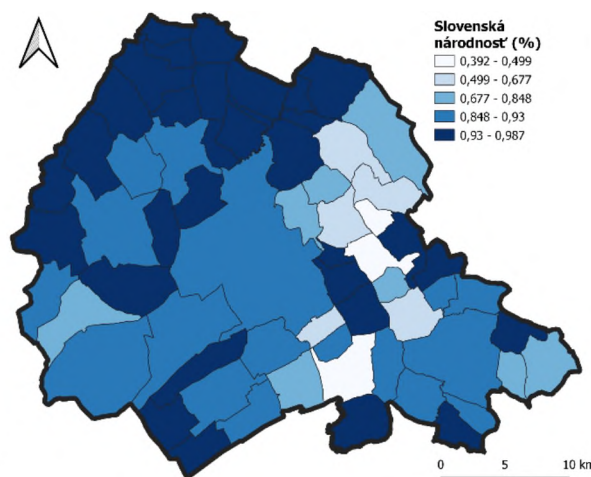 Slovenská
národnosť (%)
0,392 - 0,499
0,499 - 0,677
0,677 - 0,848
0,848 - 0,93
0,93 - 0,987
0 5 10 km